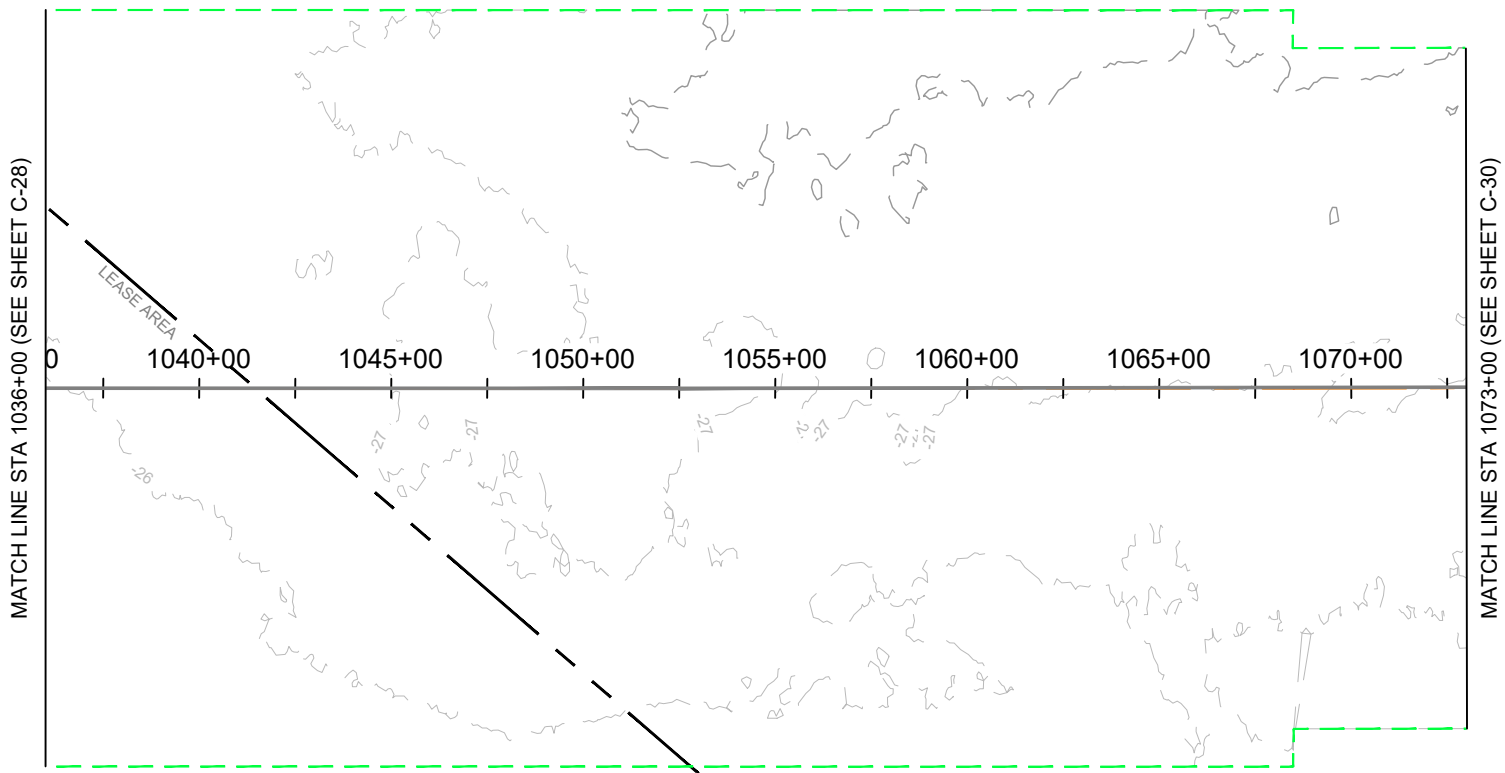 MATCH LINE STA 1036+00 (SEE SHEET C-28)
LEASE AREA
0 1040+00 1045+00 1050+00 1055+00 1060+00 1065+00 1070+00
-27 -27 -27 -27 -27
-26
MATCH LINE STA 1073+00 (SEE SHEET C-30)